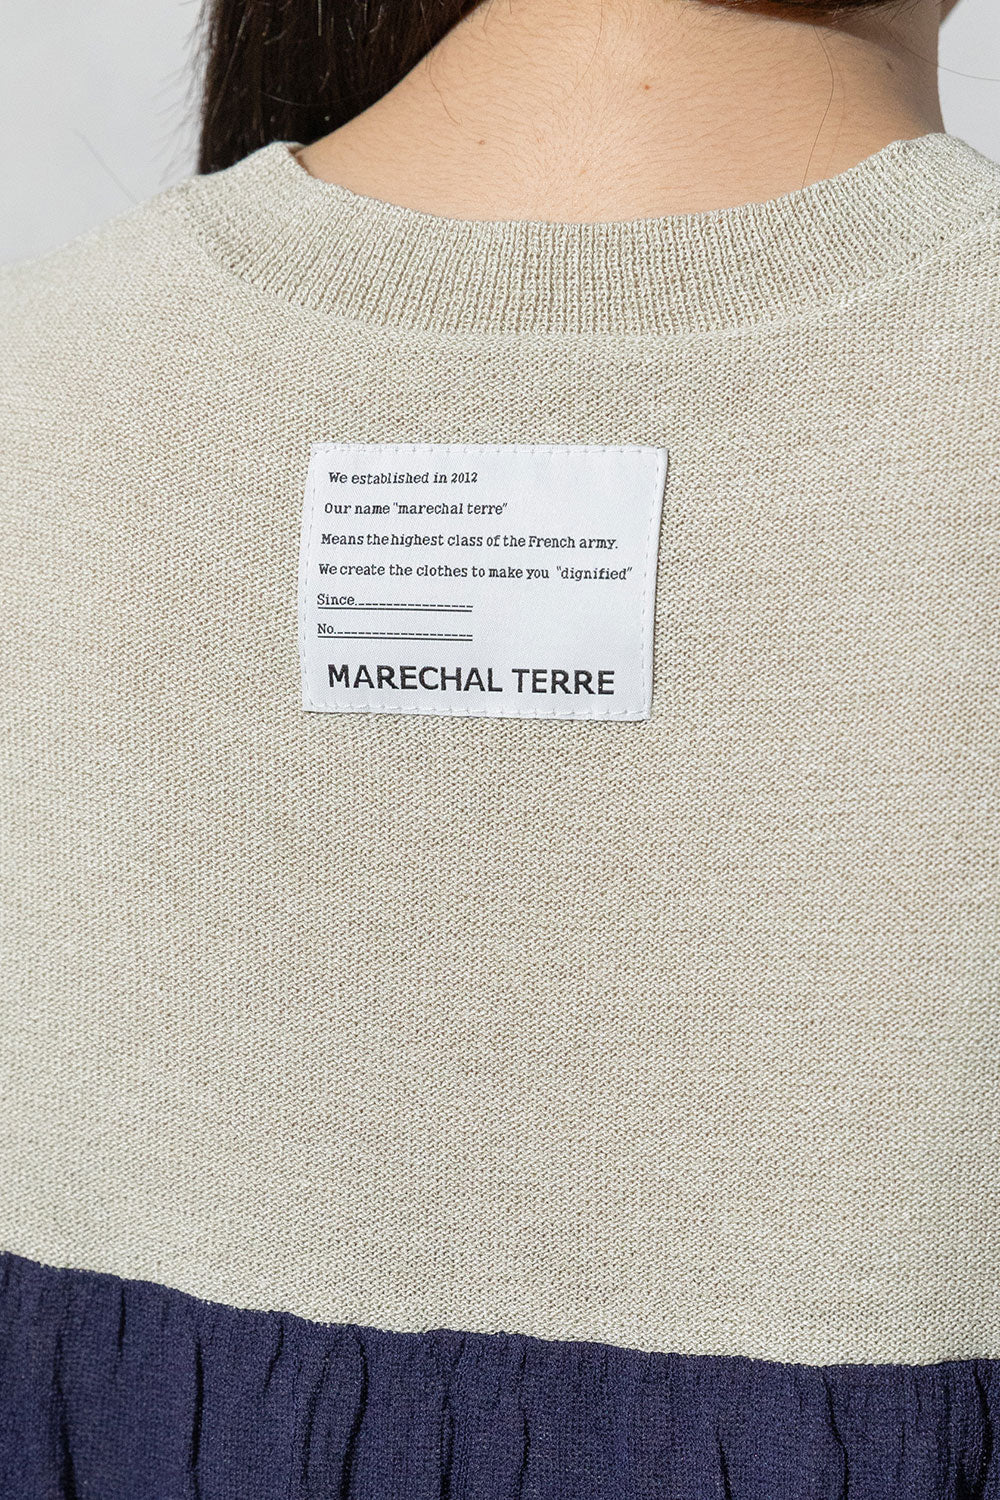 We established in 2012
Our name "marechal terre"
Means the highest class of the French army.
We create the clothes to make you "dignified"
Since
No.
MARECHAL TERRE